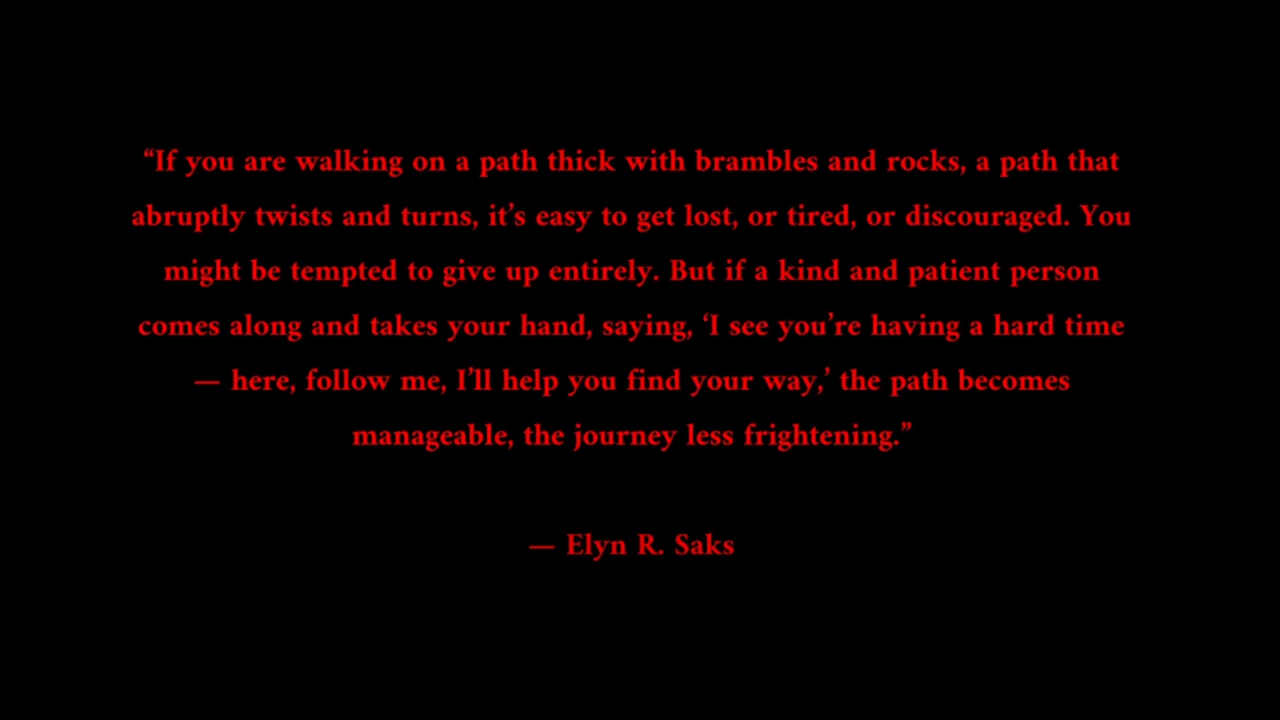 “If you are walking on a path thick with brambles and rocks, a path that
abruptly twists and turns, it’s easy to get lost, or tired, or discouraged. You
might be tempted to give up entirely. But if a kind and patient person
comes along and takes your hand, saying, ‘I see you’re having a hard time
— here, follow me, I’ll help you find your way,’ the path becomes
manageable, the journey less frightening.”
— Elyn R. Saks